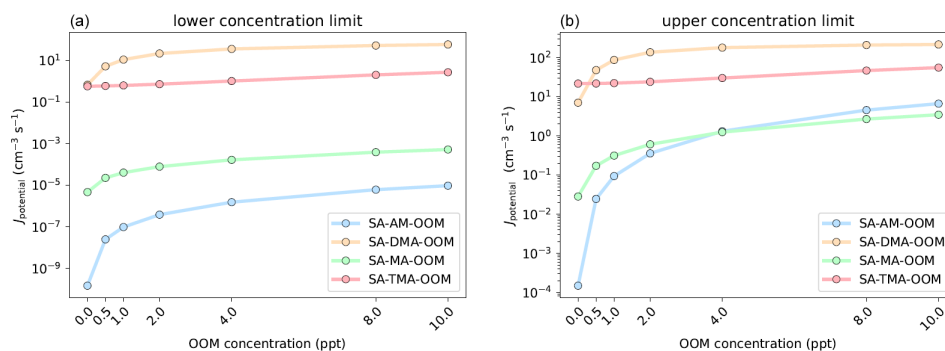 (a) lower concentration limit
J_potential (cm⁻³ s⁻¹)
10¹
10⁻¹
10⁻³
10⁻⁵
10⁻⁷
10⁻⁹
SA-AM-OOM
SA-DMA-OOM
SA-MA-OOM
SA-TMA-OOM
0.0 0.5 1.0 2.0 4.0 8.0 10.0
OOM concentration (ppt)
(b) upper concentration limit
J_potential (cm⁻³ s⁻¹)
10²
10¹
10⁰
10⁻¹
10⁻²
10⁻³
10⁻⁴
SA-AM-OOM
SA-DMA-OOM
SA-MA-OOM
SA-TMA-OOM
0.0 0.5 1.0 2.0 4.0 8.0 10.0
OOM concentration (ppt)